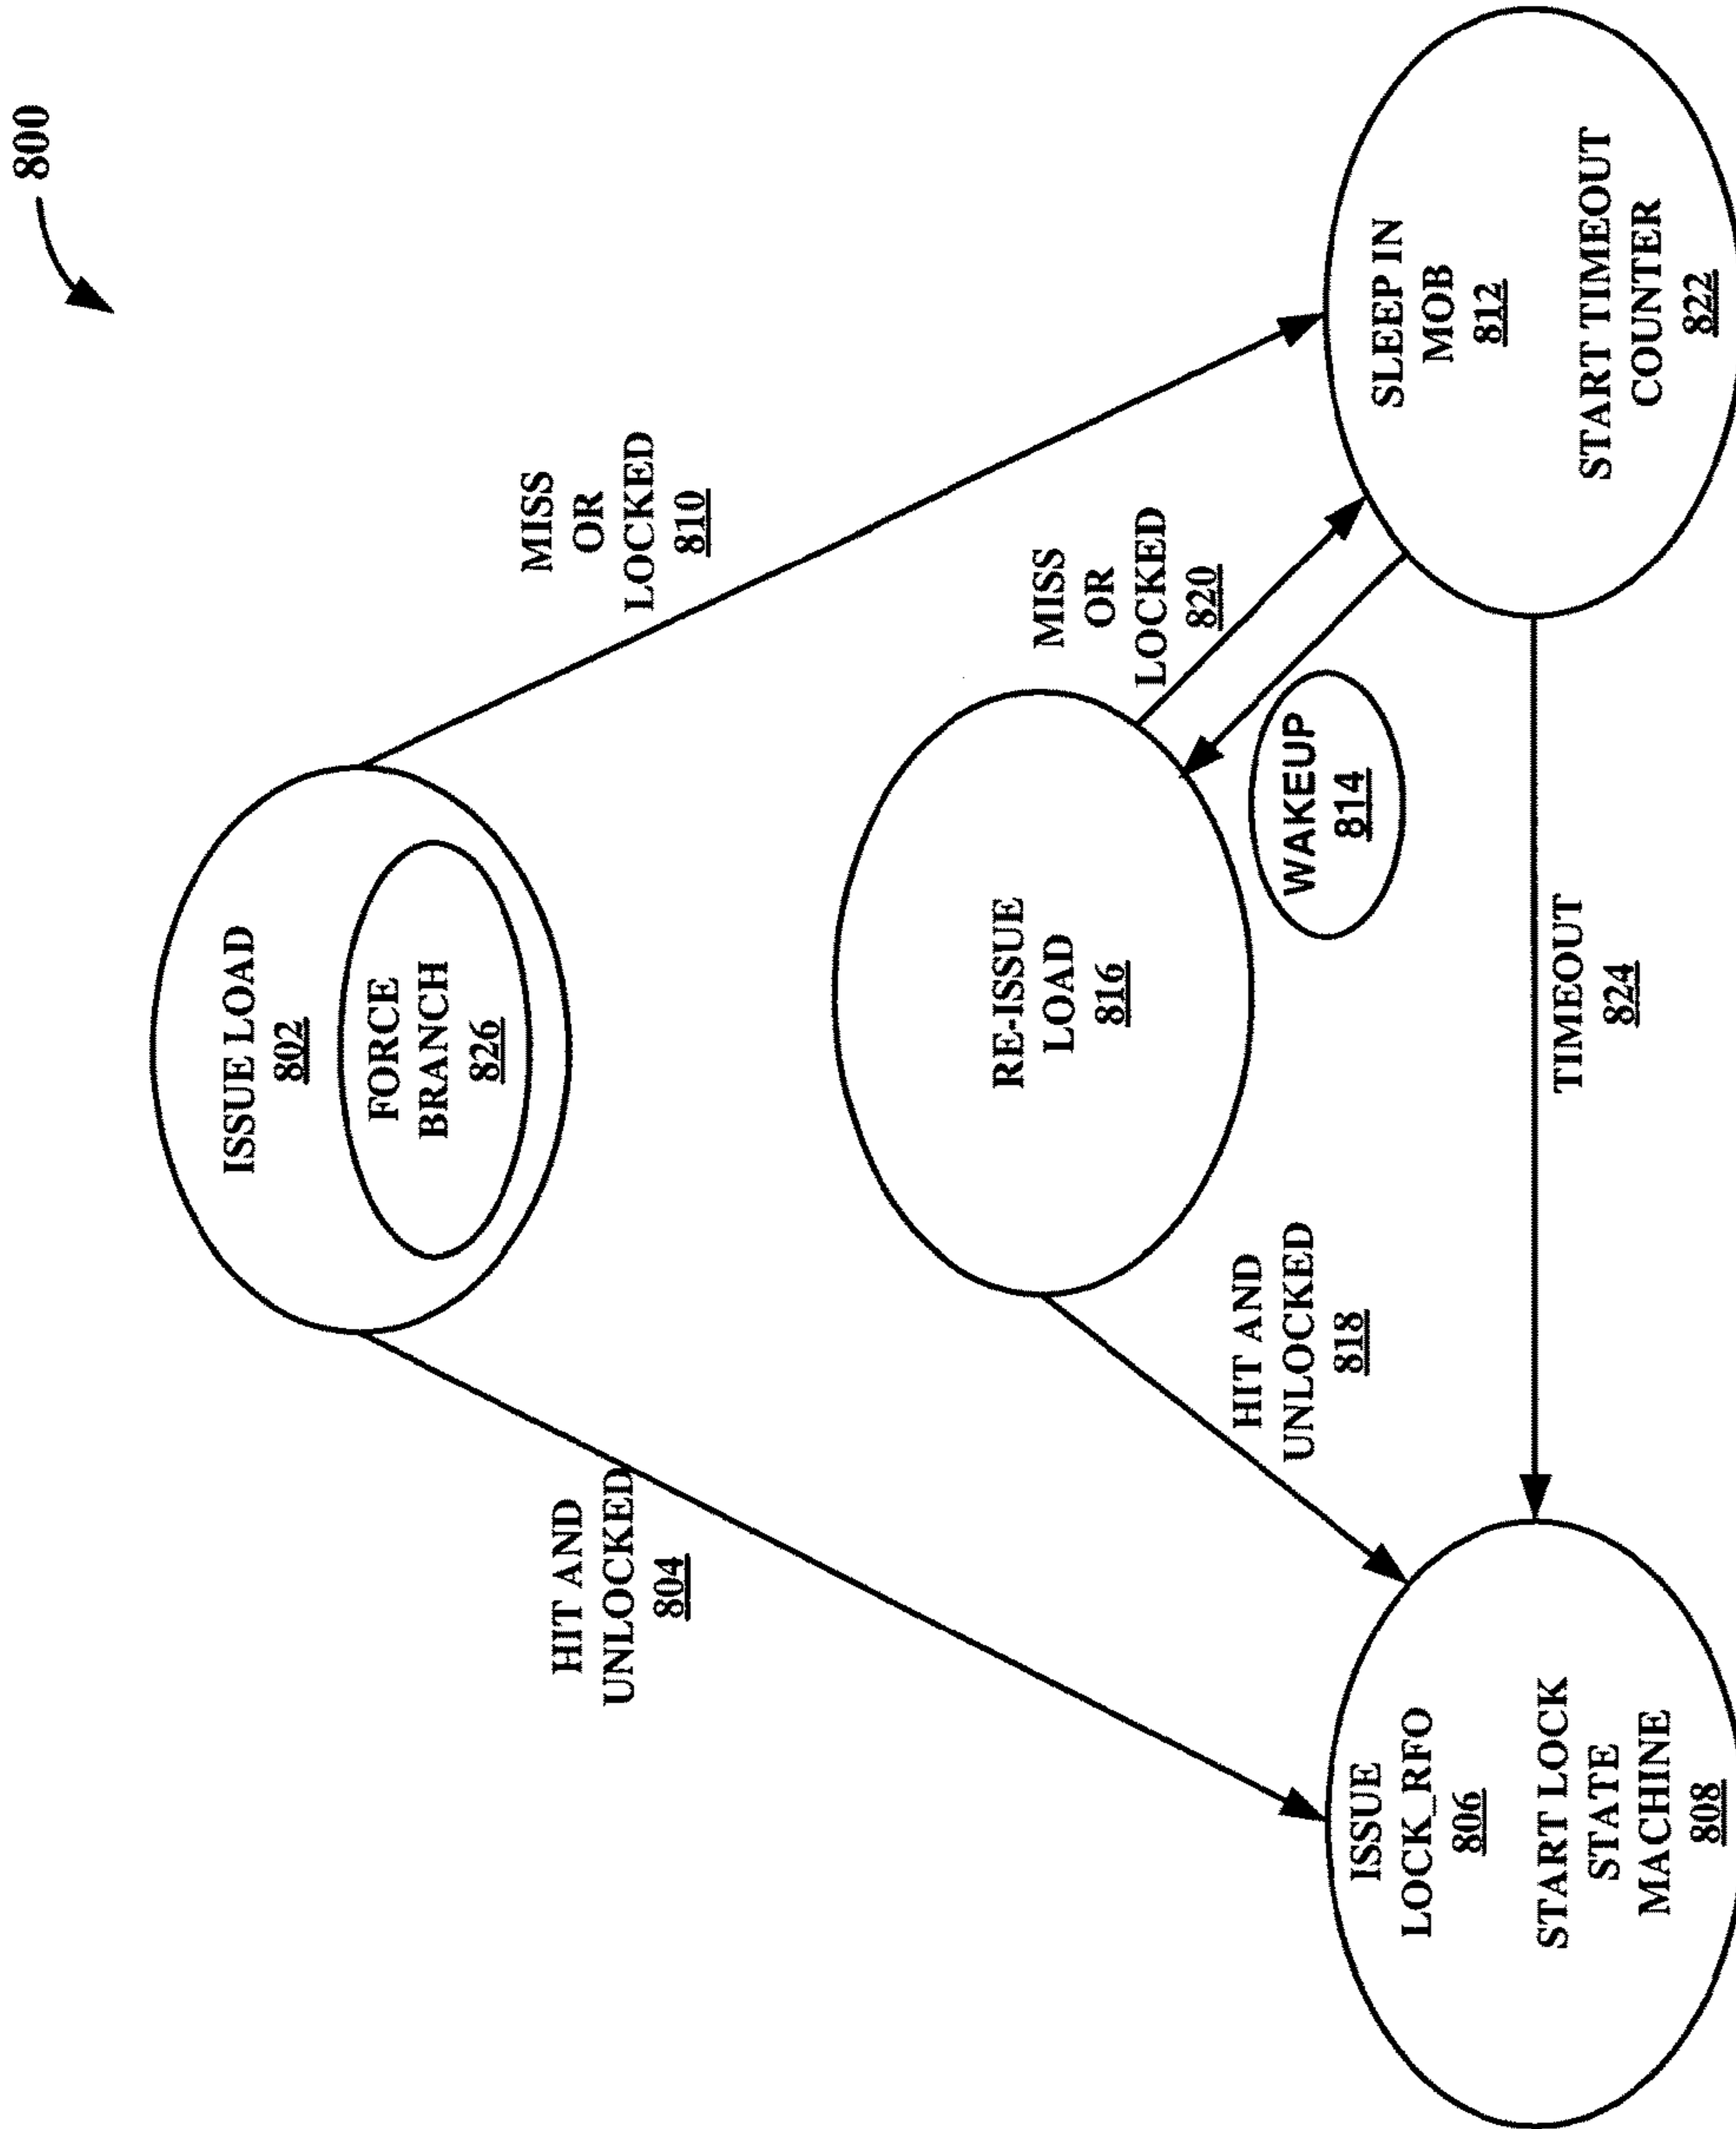 800
ISSUE LOAD
802
FORCE
BRANCH
826
HIT AND
UNLOCKED
804
MISS
OR
LOCKED
810
RE-ISSUE
LOAD
816
HIT AND
UNLOCKED
818
MISS
OR
LOCKED
820
WAKEUP
814
ISSUE
LOCK_RFO
806
START LOCK
STATE
MACHINE
808
TIMEOUT
824
SLEEP IN
MOB
812
START TIMEOUT
COUNTER
822